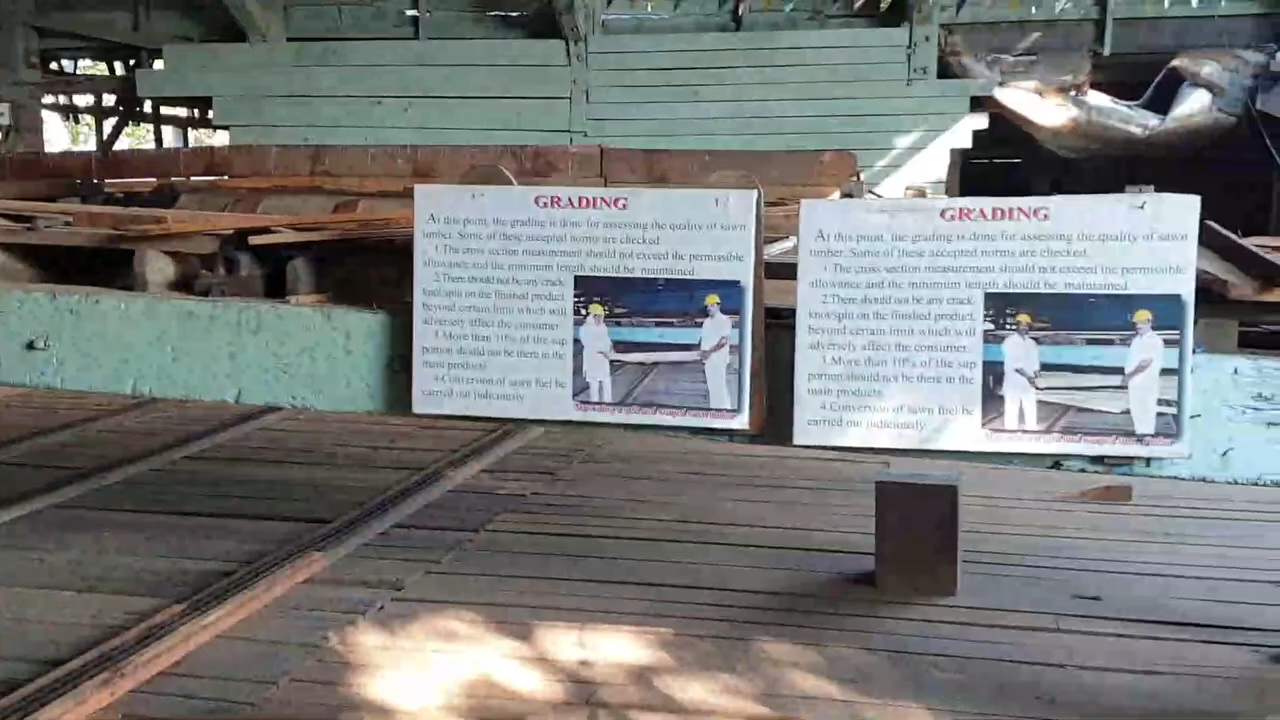 GRADING
At this point, the grading is done for assessing the quality of sawn
timber. Some of these accepted norms are checked.
1.The cross section measurement should not exceed the permissible
allowance and the minimum length should be maintained.
2.There should not be any crack
knot/split on the finished product,
beyond certain limit which will
adversely affect the consumer.
3.More than 10% of the sap
portion should not be there in the
main products.
4.Conversion of sawn fuel be
carried out judiciously.
GRADING
At this point, the grading is done for assessing the quality of sawn
timber. Some of these accepted norms are checked.
1.The cross section measurement should not exceed the permissible
allowance and the minimum length should be maintained.
2.There should not be any crack
knot/split on the finished product,
beyond certain limit which will
adversely affect the consumer.
3.More than 10% of the sap
portion should not be there in the
main products.
4.Conversion of sawn fuel be
carried out judiciously.